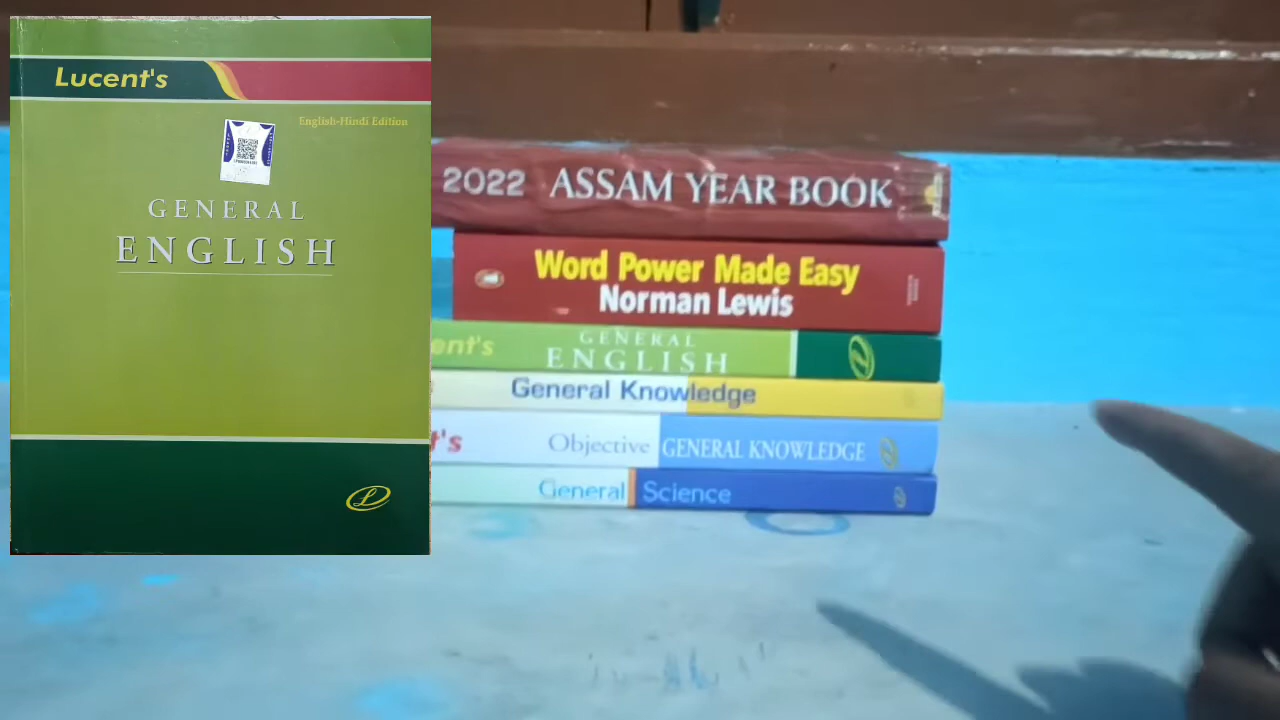 Lucent's
English-Hindi Edition
GENERAL
ENGLISH
2022 ASSAM YEAR BOOK
Word Power Made Easy
Norman Lewis
ent's GENERAL
ENGLISH
General Knowledge
t's Objective GENERAL KNOWLEDGE
General Science